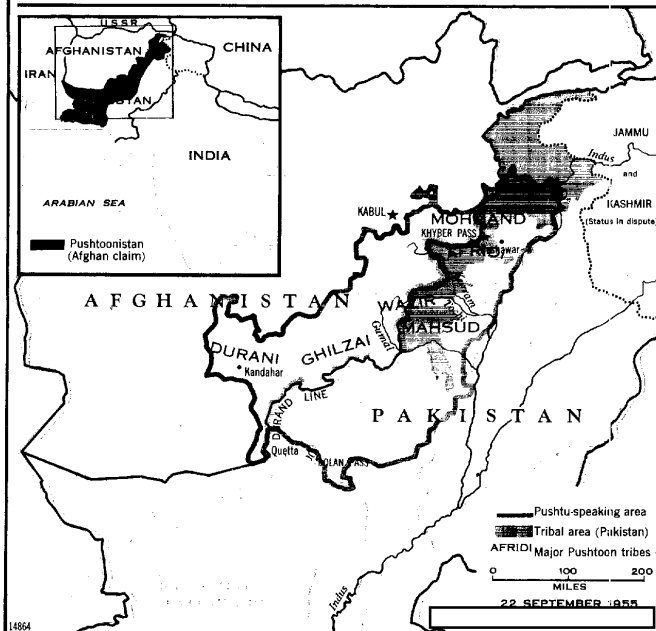 U.S.S.R.
AFGHANISTAN
CHINA
IRAN
INDIA
ARABIAN SEA
Pushtoonistan
(Afghan claim)
JAMMU
Indus
and
KASHMIR
(Status in dispute)
KABUL
MOHMAND
KHYBER PASS
AFGHANISTAN
WAZIR
MAHSUD
Gumal
DURANI
GHILZAI
Kandahar
DURAND LINE
PAKISTAN
Quetta
BOLAN PASS
Indus
Pushtu-speaking area
Tribal area (Pakistan)
AFRIDI Major Pushtoon tribes
0 100 200
MILES
22 SEPTEMBER 1955
14864